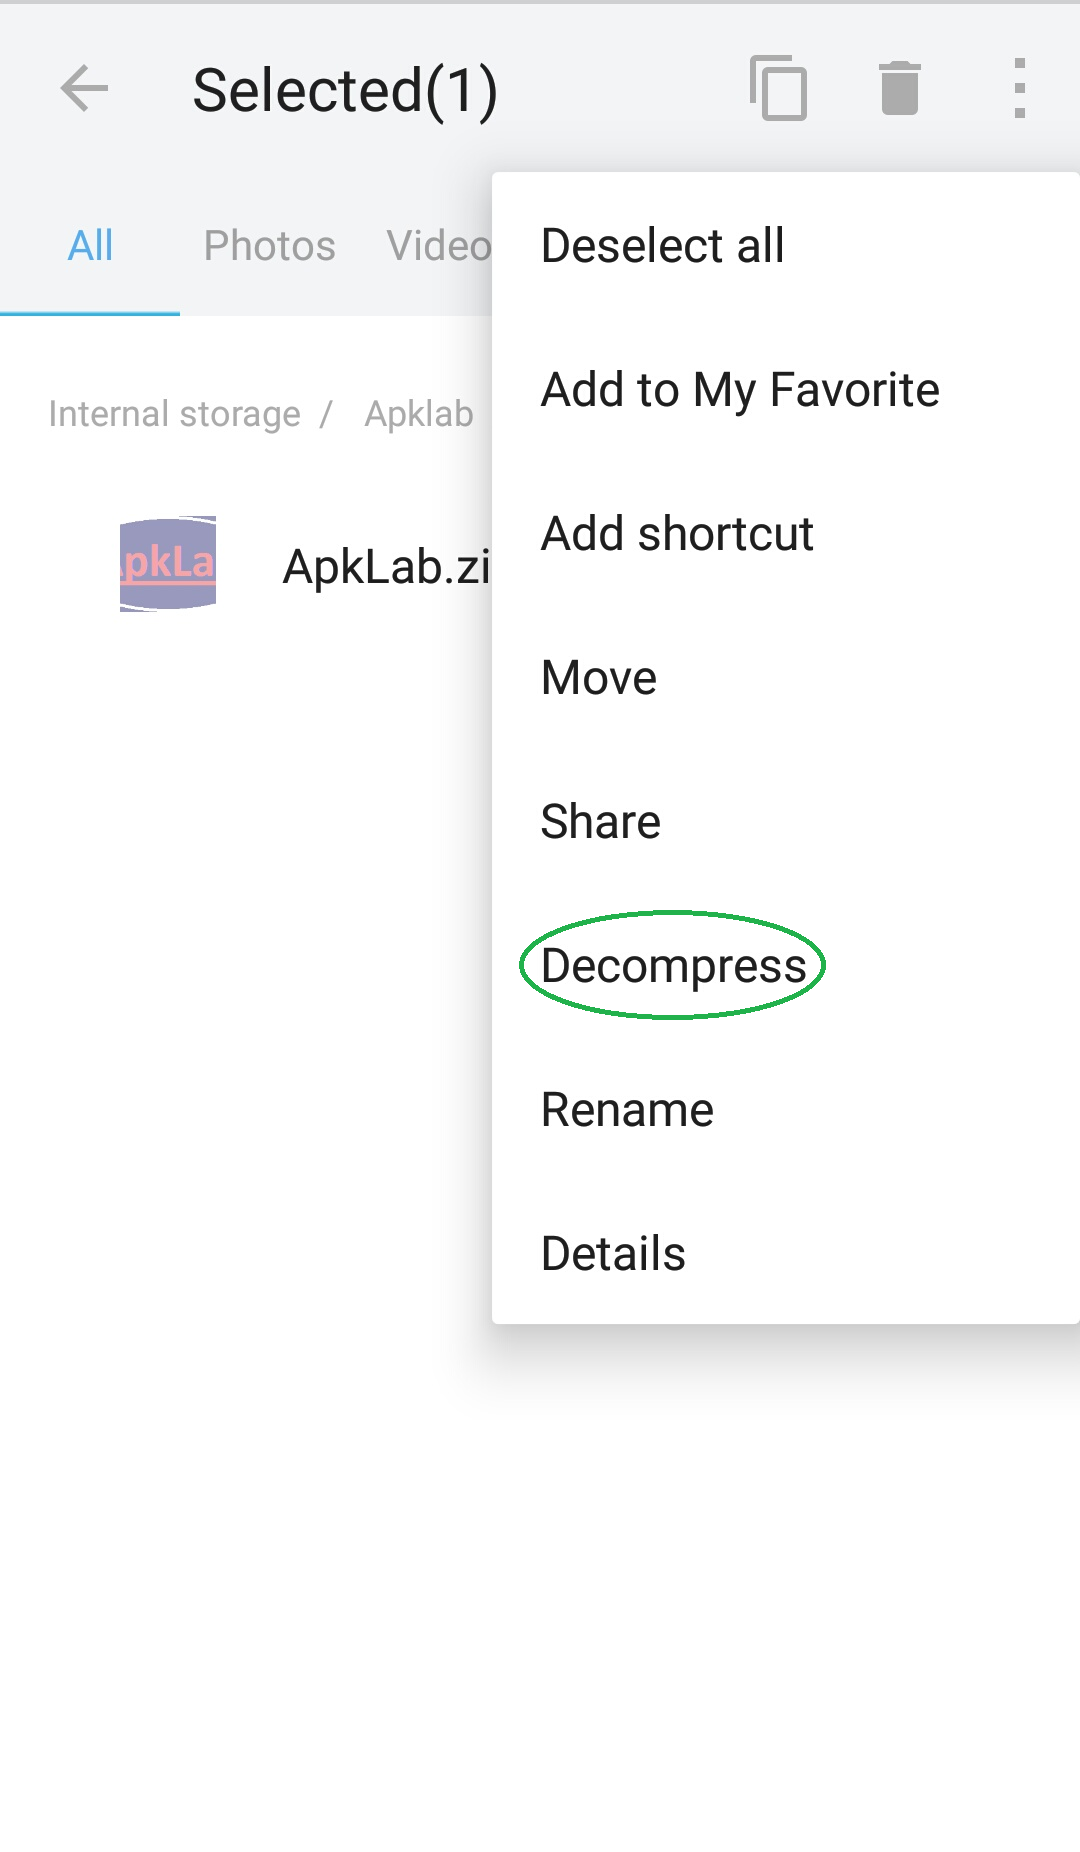 Selected(1)
All Photos Video
Internal storage / Apklab
ApkLab.zi
pkLa
Deselect all
Add to My Favorite
Add shortcut
Move
Share
Decompress
Rename
Details